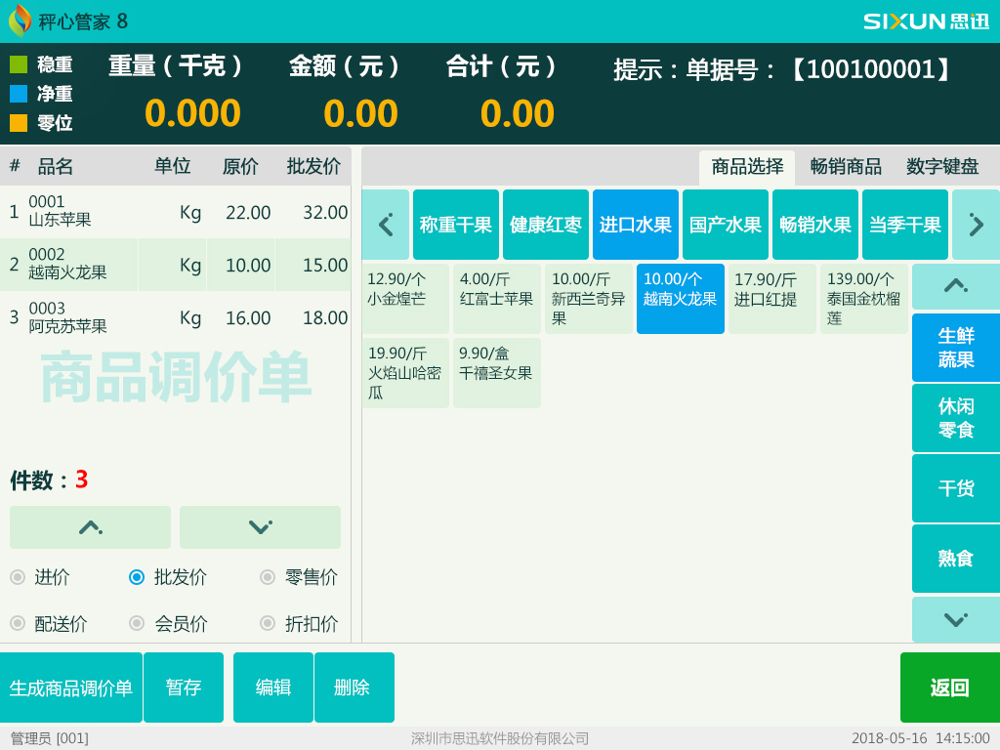 秤心管家 8
SIXUN思迅
稳重
净重
零位
重量（千克）
0.000
金额（元）
0.00
合计（元）
0.00
提示：单据号：【100100001】
# 品名 单位 原价 批发价
1 0001 山东苹果 Kg 22.00 32.00
2 0002 越南火龙果 Kg 10.00 15.00
3 0003 阿克苏苹果 Kg 16.00 18.00
商品调价单
件数：3
进价 批发价 零售价
配送价 会员价 折扣价
商品选择 畅销商品 数字键盘
称重干果 健康红枣 进口水果 国产水果 畅销水果 当季干果
12.90/个
小金煌芒
4.00/斤
红富士苹果
10.00/斤
新西兰奇异
果
10.00/个
越南火龙果
17.90/斤
进口红提
139.00/个
泰国金枕榴
莲
19.90/斤
火焰山哈密
瓜
9.90/盒
千禧圣女果
生鲜
蔬果
休闲
零食
干货
熟食
生成商品调价单 暂存 编辑 删除 返回
管理员 [001] 深圳市思迅软件股份有限公司 2018-05-16 14:15:00